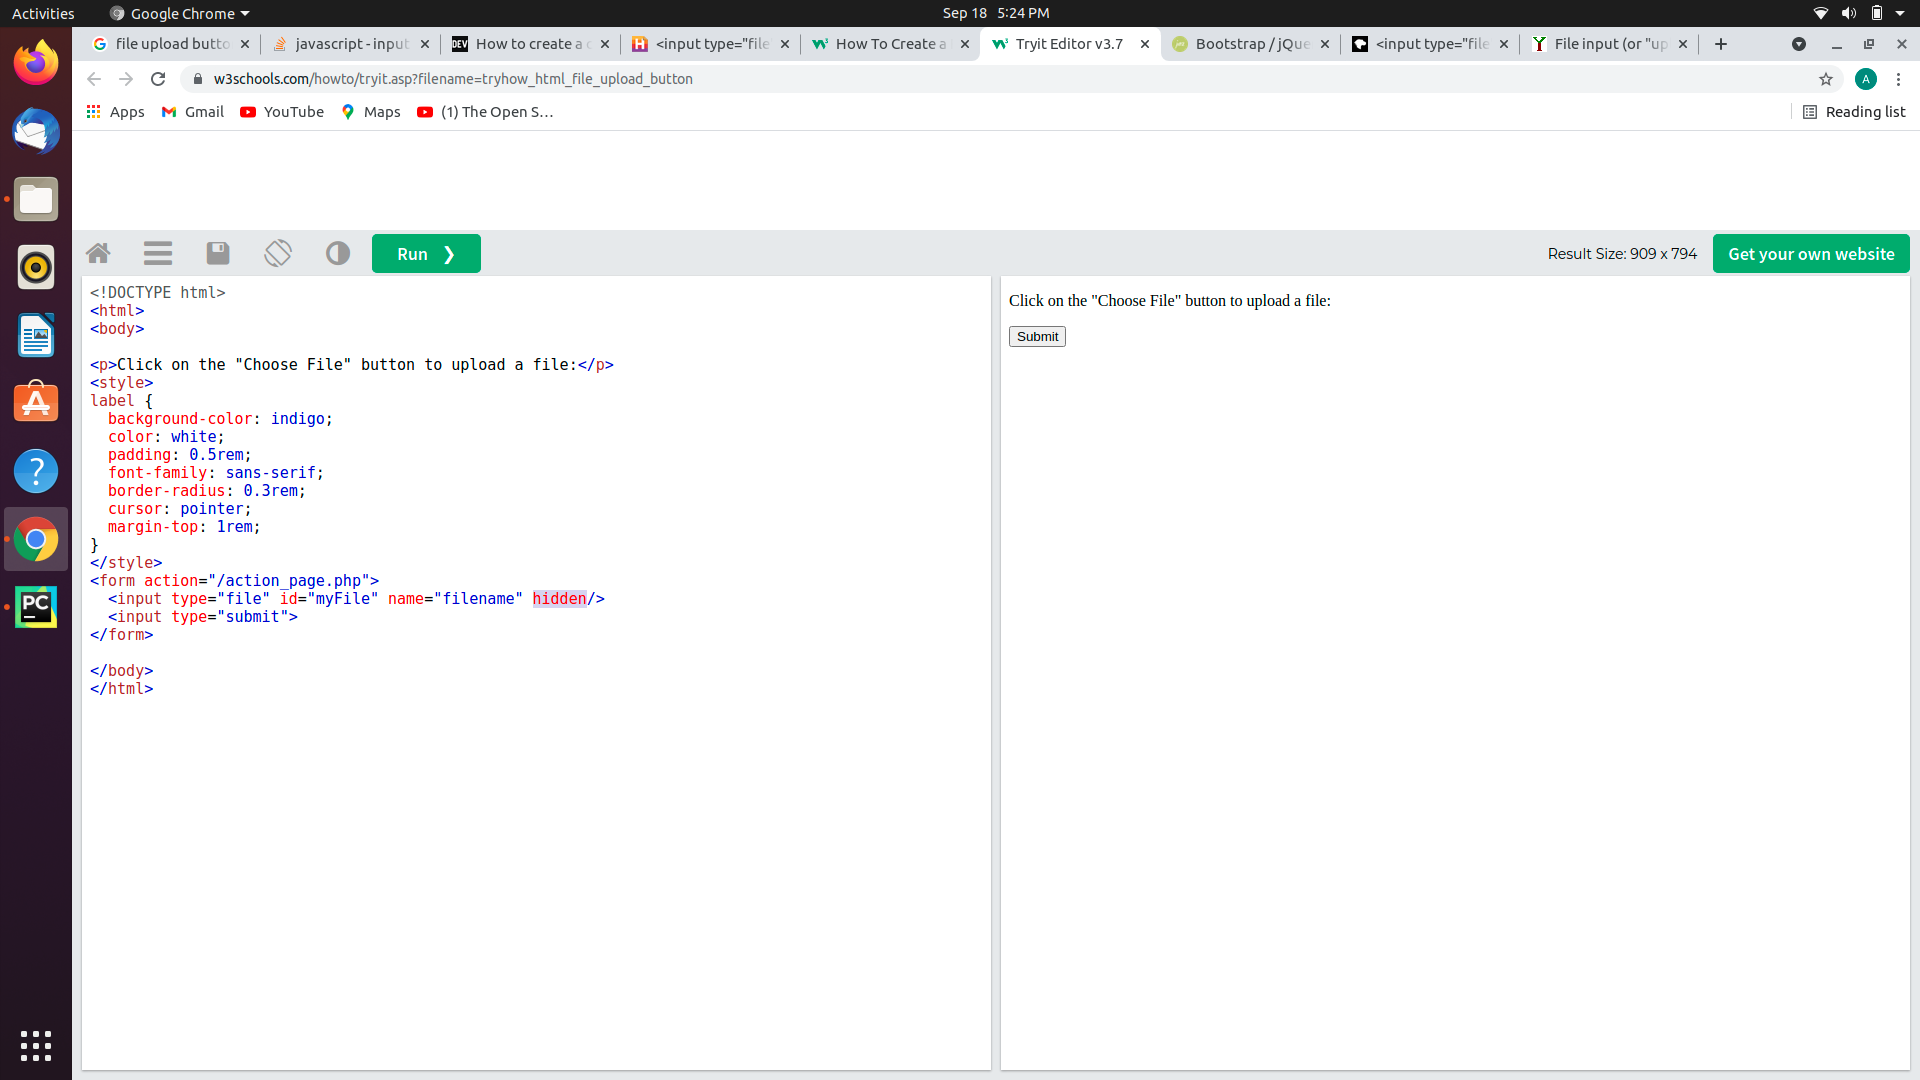 Activities Google Chrome Sep 18 5:24 PM
file upload butto javascript - input DEV How to create a c <input type="file How To Create a Tryit Editor v3.7 Bootstrap / jQue <input type="file File input (or "up
w3schools.com/howto/tryit.asp?filename=tryhow_html_file_upload_button A
Apps Gmail YouTube Maps (1) The Open S... Reading list
Run ❯ Result Size: 909 x 794 Get your own website
<!DOCTYPE html>
<html>
<body>
<p>Click on the "Choose File" button to upload a file:</p>
<style>
label {
background-color: indigo;
color: white;
padding: 0.5rem;
font-family: sans-serif;
border-radius: 0.3rem;
cursor: pointer;
margin-top: 1rem;
}
</style>
<form action="/action_page.php">
<input type="file" id="myFile" name="filename" hidden/>
<input type="submit">
</form>
</body>
</html>
Click on the "Choose File" button to upload a file:
Submit
PC